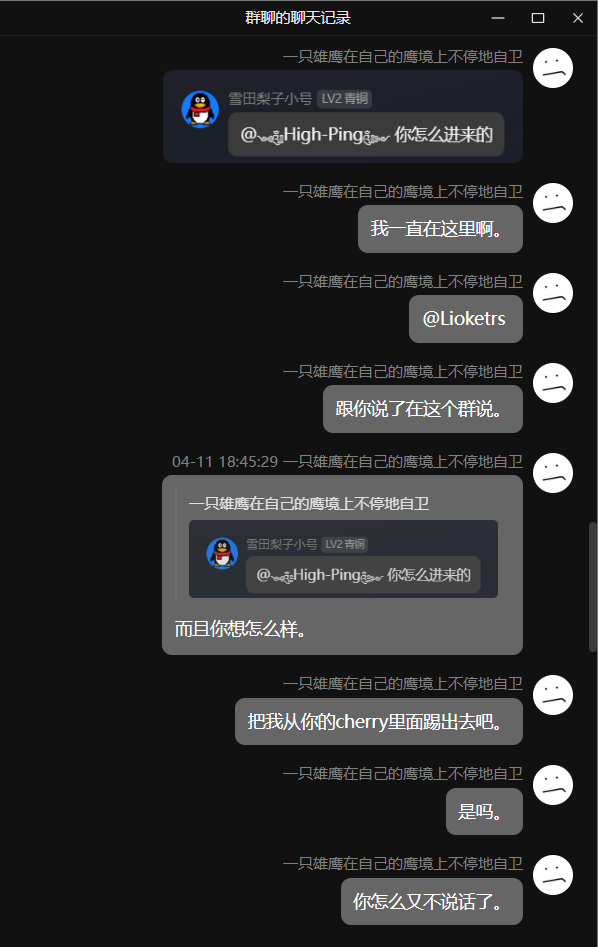 群聊的聊天记录
一只雄鹰在自己的鹰境上不停地自卫
雪田梨子小号 LV2 青铜
@High-Ping 你怎么进来的
一只雄鹰在自己的鹰境上不停地自卫
我一直在这里啊。
一只雄鹰在自己的鹰境上不停地自卫
@Lioketrs
一只雄鹰在自己的鹰境上不停地自卫
跟你说了在这个群说。
04-11 18:45:29 一只雄鹰在自己的鹰境上不停地自卫
一只雄鹰在自己的鹰境上不停地自卫
雪田梨子小号 LV2 青铜
@High-Ping 你怎么进来的
而且你想怎么样。
一只雄鹰在自己的鹰境上不停地自卫
把我从你的cherry里面踢出去吧。
一只雄鹰在自己的鹰境上不停地自卫
是吗。
一只雄鹰在自己的鹰境上不停地自卫
你怎么又不说话了。